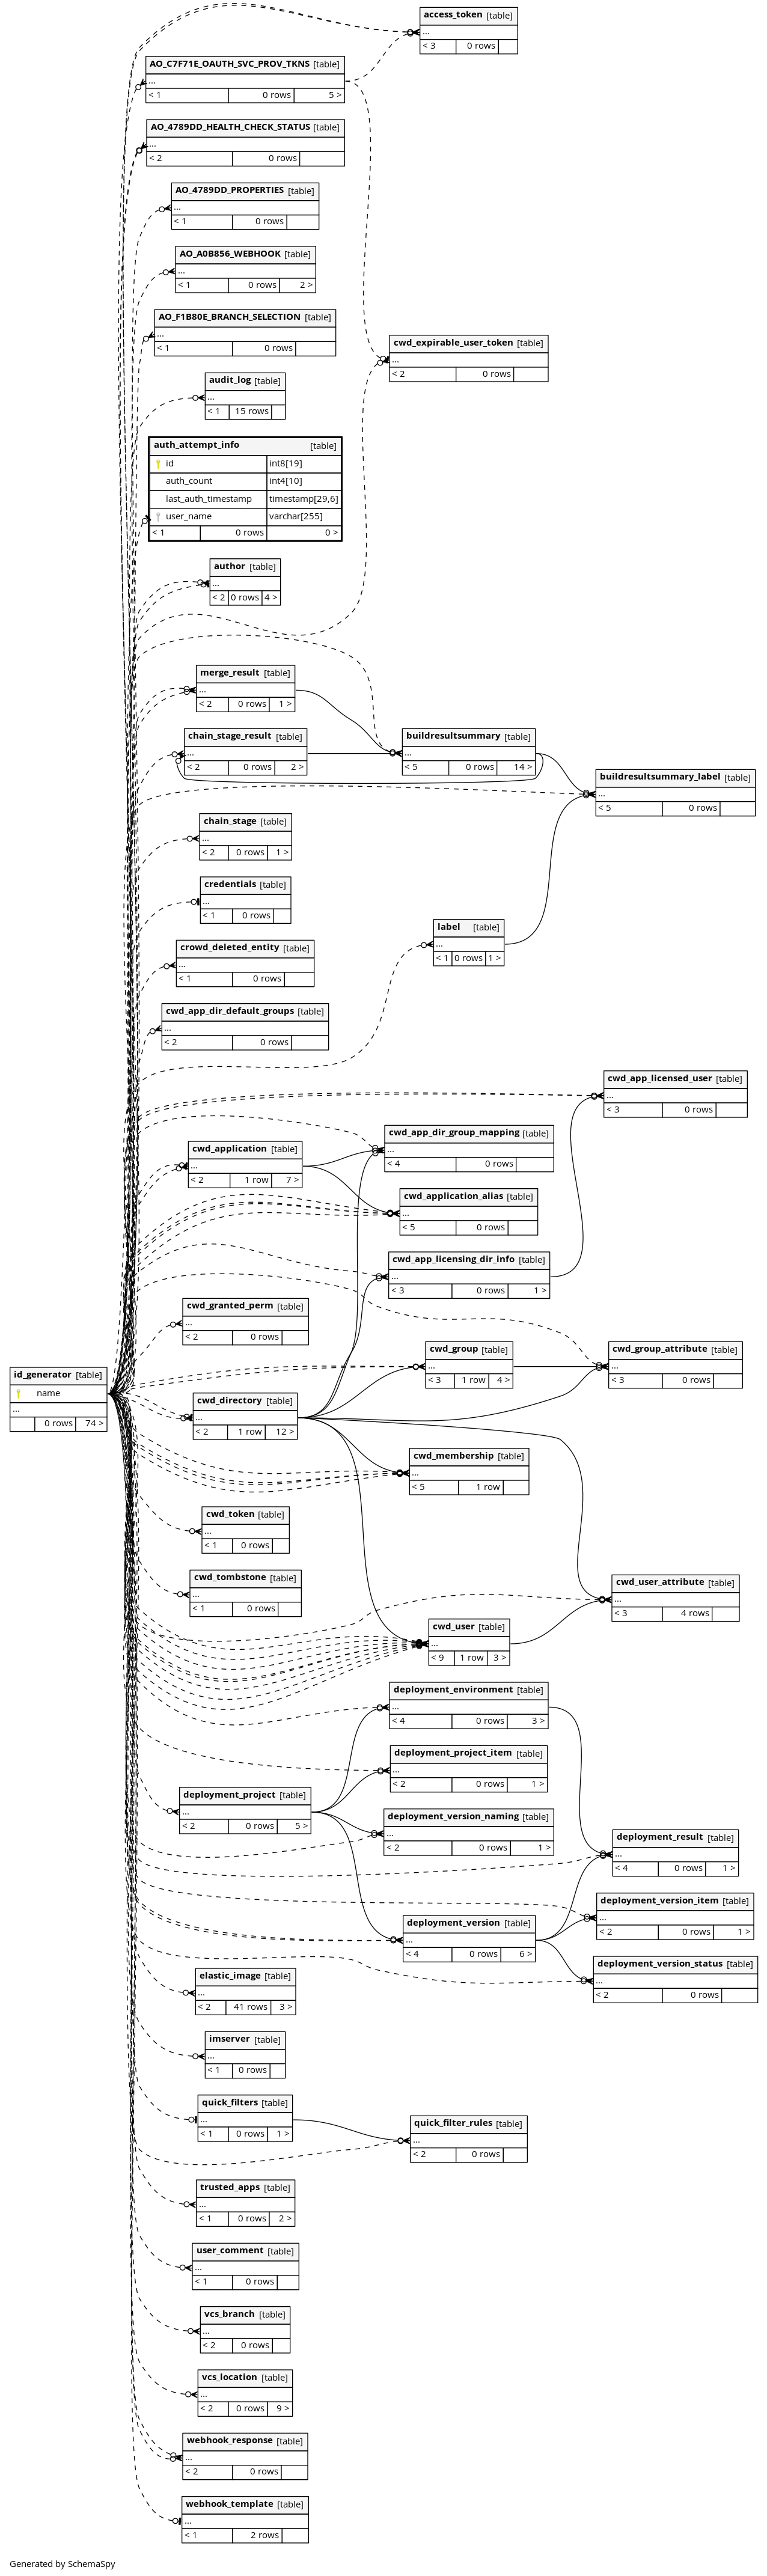 access_token [table]
...
< 3 0 rows
AO_C7F71E_OAUTH_SVC_PROV_TKNS [table]
...
< 1 0 rows 5 >
AO_4789DD_HEALTH_CHECK_STATUS [table]
...
< 2 0 rows
AO_4789DD_PROPERTIES [table]
...
< 1 0 rows
AO_A0B856_WEBHOOK [table]
...
< 1 0 rows 2 >
AO_F1B80E_BRANCH_SELECTION [table]
...
< 1 0 rows
cwd_expirable_user_token [table]
...
< 2 0 rows
audit_log [table]
...
< 1 15 rows
auth_attempt_info [table]
id int8[19]
auth_count int4[10]
last_auth_timestamp timestamp[29,6]
user_name varchar[255]
< 1 0 rows 0 >
author [table]
...
< 2 0 rows 4 >
merge_result [table]
...
< 2 0 rows 1 >
chain_stage_result [table]
...
< 2 0 rows 2 >
buildresultsummary [table]
...
< 5 0 rows 14 >
buildresultsummary_label [table]
...
< 5 0 rows
chain_stage [table]
...
< 2 0 rows 1 >
credentials [table]
...
< 1 0 rows
label [table]
...
< 1 0 rows 1 >
crowd_deleted_entity [table]
...
< 1 0 rows
cwd_app_dir_default_groups [table]
...
< 2 0 rows
cwd_app_licensed_user [table]
...
< 3 0 rows
cwd_app_dir_group_mapping [table]
...
< 4 0 rows
cwd_application [table]
...
< 2 1 row 7 >
cwd_application_alias [table]
...
< 5 0 rows
cwd_app_licensing_dir_info [table]
...
< 3 0 rows 1 >
cwd_granted_perm [table]
...
< 2 0 rows
cwd_group [table]
...
< 3 1 row 4 >
cwd_group_attribute [table]
...
< 3 0 rows
id_generator [table]
name
...
0 rows 74 >
cwd_directory [table]
...
< 2 1 row 12 >
cwd_membership [table]
...
< 5 1 row
cwd_token [table]
...
< 1 0 rows
cwd_tombstone [table]
...
< 1 0 rows
cwd_user_attribute [table]
...
< 3 4 rows
cwd_user [table]
...
< 9 1 row 3 >
deployment_environment [table]
...
< 4 0 rows 3 >
deployment_project_item [table]
...
< 2 0 rows 1 >
deployment_project [table]
...
< 2 0 rows 5 >
deployment_version_naming [table]
...
< 2 0 rows 1 >
deployment_result [table]
...
< 4 0 rows 1 >
deployment_version_item [table]
...
< 2 0 rows 1 >
deployment_version [table]
...
< 4 0 rows 6 >
deployment_version_status [table]
...
< 2 0 rows
elastic_image [table]
...
< 2 41 rows 3 >
imserver [table]
...
< 1 0 rows
quick_filters [table]
...
< 1 0 rows 1 >
quick_filter_rules [table]
...
< 2 0 rows
trusted_apps [table]
...
< 1 0 rows 2 >
user_comment [table]
...
< 1 0 rows
vcs_branch [table]
...
< 2 0 rows
vcs_location [table]
...
< 2 0 rows 9 >
webhook_response [table]
...
< 2 0 rows
webhook_template [table]
...
< 1 2 rows
Generated by SchemaSpy